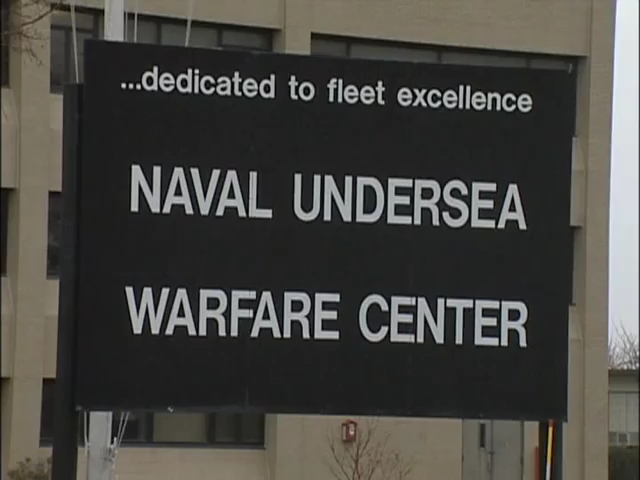 ...dedicated to fleet excellence
NAVAL UNDERSEA
WARFARE CENTER